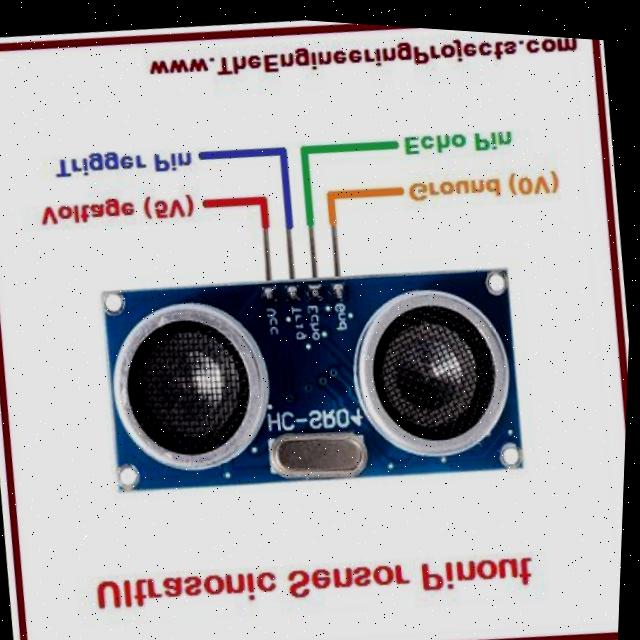 Ultrasonic Sensor Pinout
HC-SR04
Vcc
Trig
Echo
Gnd
Voltage (5V)
Ground (0V)
Trigger Pin
Echo Pin
www.TheEngineeringProjects.com